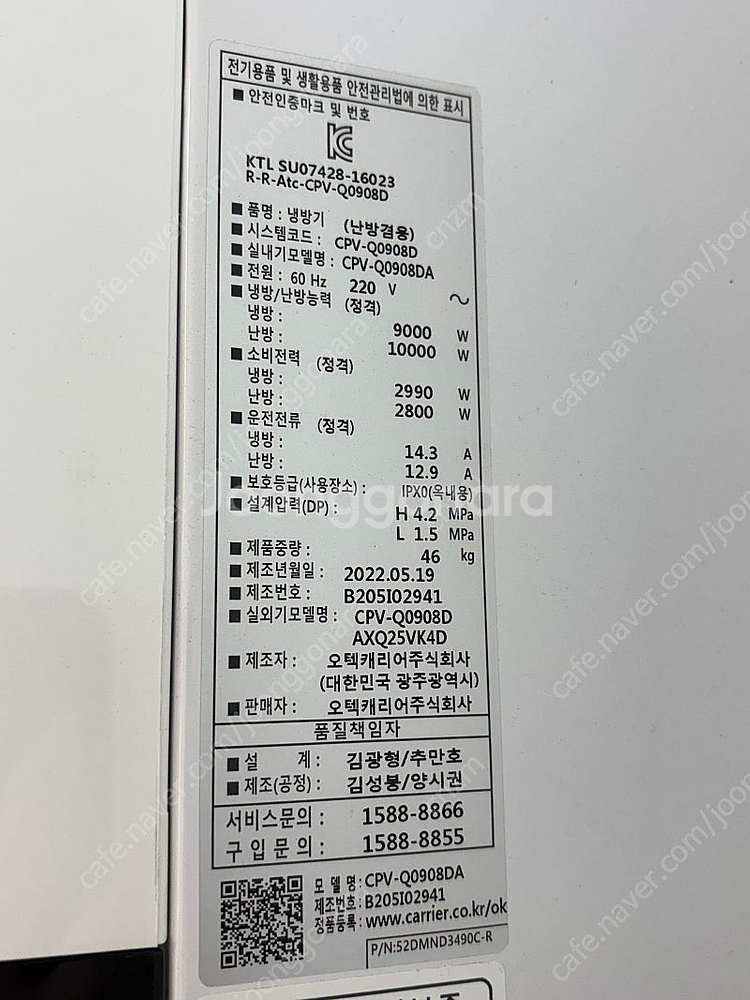 전기용품 및 생활용품 안전관리법에 의한 표시
■ 안전인증마크 및 번호
KC
KTL SU07428-16023
R-R-Atc-CPV-Q0908D
■ 품명 : 냉방기 (난방겸용)
■ 시스템코드 : CPV-Q0908D
■ 실내기모델명 : CPV-Q0908DA
■ 전원 : 60 Hz 220 V ~
■ 냉방/난방능력 (정격)
냉방 : 9000 W
난방 : 10000 W
■ 소비전력 (정격)
냉방 : 2990 W
난방 : 2800 W
■ 운전전류 (정격)
냉방 : 14.3 A
난방 : 12.9 A
■ 보호등급(사용장소) : IPX0(옥내용)
■ 설계압력(DP) : H 4.2 MPa
L 1.5 MPa
■ 제품중량 : 46 kg
■ 제조년월일 : 2022.05.19
■ 제조번호 : B205I02941
■ 실외기모델명 : CPV-Q0908D
AXQ25VK4D
■ 제조자 : 오텍캐리어주식회사
(대한민국 광주광역시)
■ 판매자 : 오텍캐리어주식회사
품질책임자
■ 설 계 : 김광형/추만호
■ 제조(공정) : 김성붕/양시권
서비스문의 : 1588-8866
구입문의 : 1588-8855
모 델 명 : CPV-Q0908DA
제조번호 : B205I02941
정품등록 : www.carrier.co.kr/ok
P/N:52DMND3490C-R
Joonggonara
cafe.naver.com/joonggonara